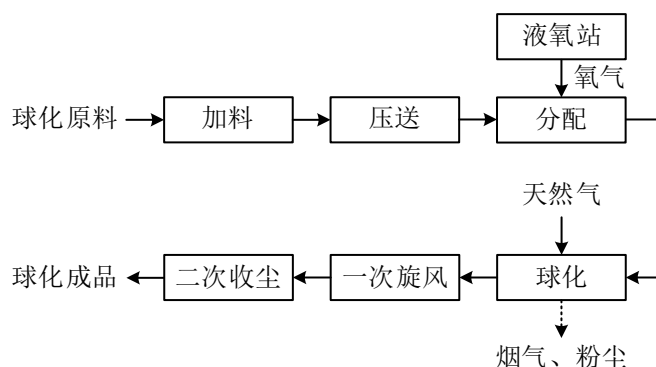 液氧站
氧气
球化原料
加料
压送
分配
天然气
球化成品
二次收尘
一次旋风
球化
烟气、粉尘